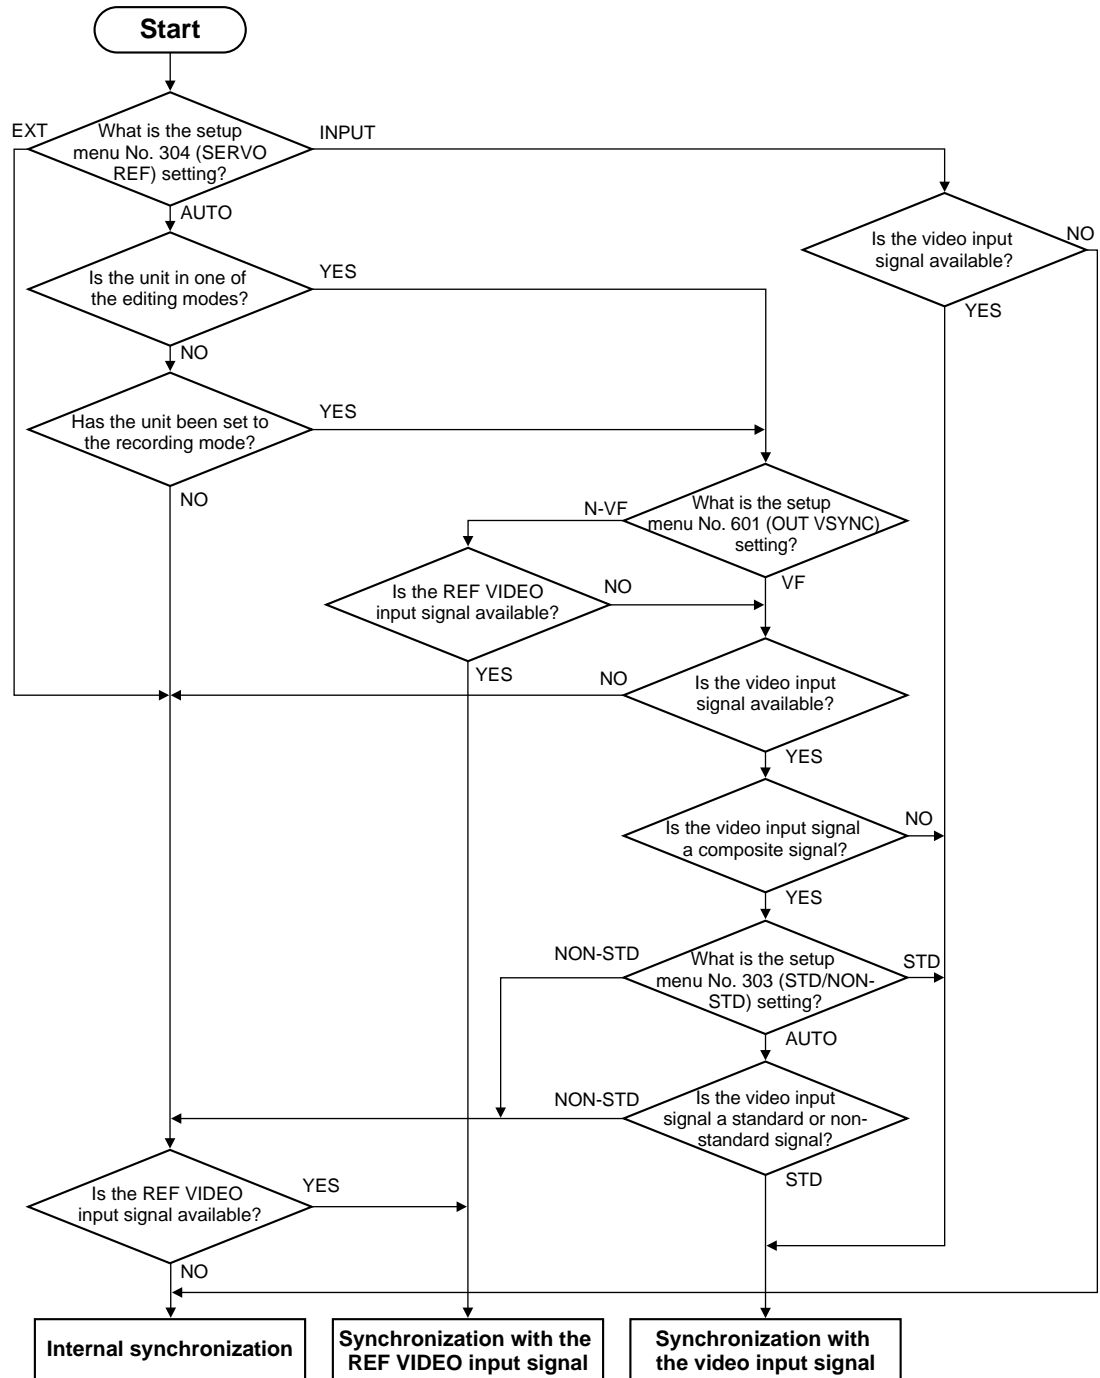 Start
EXT
What is the setup
menu No. 304 (SERVO
REF) setting?
INPUT
AUTO
Is the video input
signal available?
NO
YES
Is the unit in one of
the editing modes?
YES
NO
Has the unit been set to
the recording mode?
YES
NO
N-VF
What is the setup
menu No. 601 (OUT VSYNC)
setting?
VF
Is the REF VIDEO
input signal available?
NO
YES
NO
Is the video input
signal available?
YES
Is the video input signal
a composite signal?
NO
YES
NON-STD
What is the setup
menu No. 303 (STD/NON-
STD) setting?
STD
AUTO
NON-STD
Is the video input
signal a standard or non-
standard signal?
STD
Is the REF VIDEO
input signal available?
YES
NO
Internal synchronization
Synchronization with the
REF VIDEO input signal
Synchronization with
the video input signal